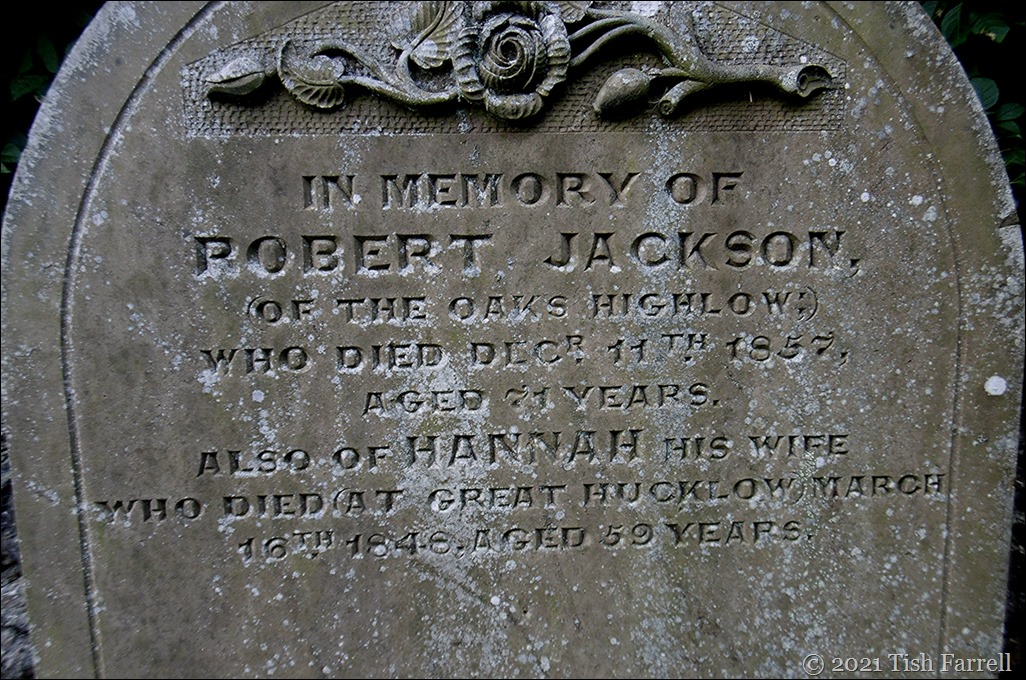 IN MEMORY OF
ROBERT JACKSON,
(OF THE OAKS HIGHLOW;)
WHO DIED DECR. 11TH 1857,
AGED 71 YEARS.
ALSO OF HANNAH HIS WIFE
WHO DIED (AT GREAT HUCKLOW) MARCH
16TH 1848, AGED 59 YEARS.
© 2021 Tish Farrell